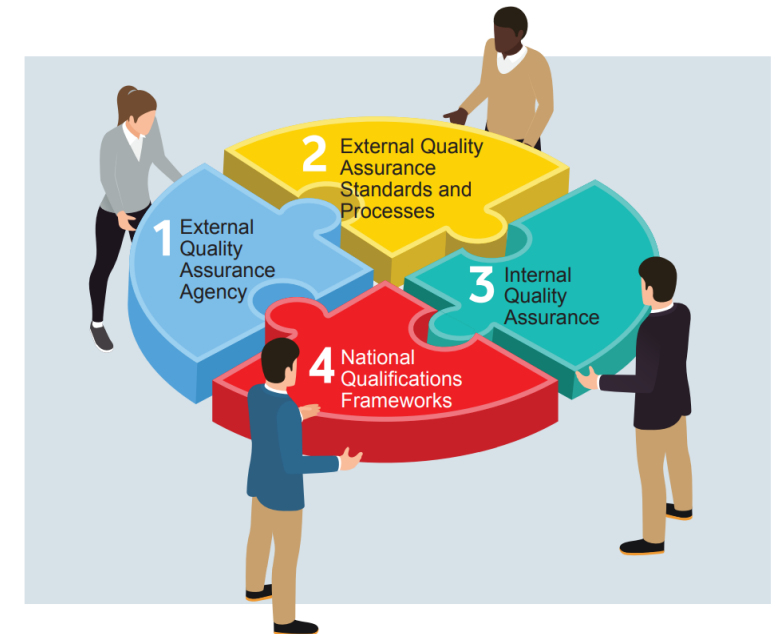 1
External
Quality
Assurance
Agency
2
External Quality
Assurance
Standards and
Processes
3
Internal
Quality
Assurance
4
National
Qualifications
Frameworks